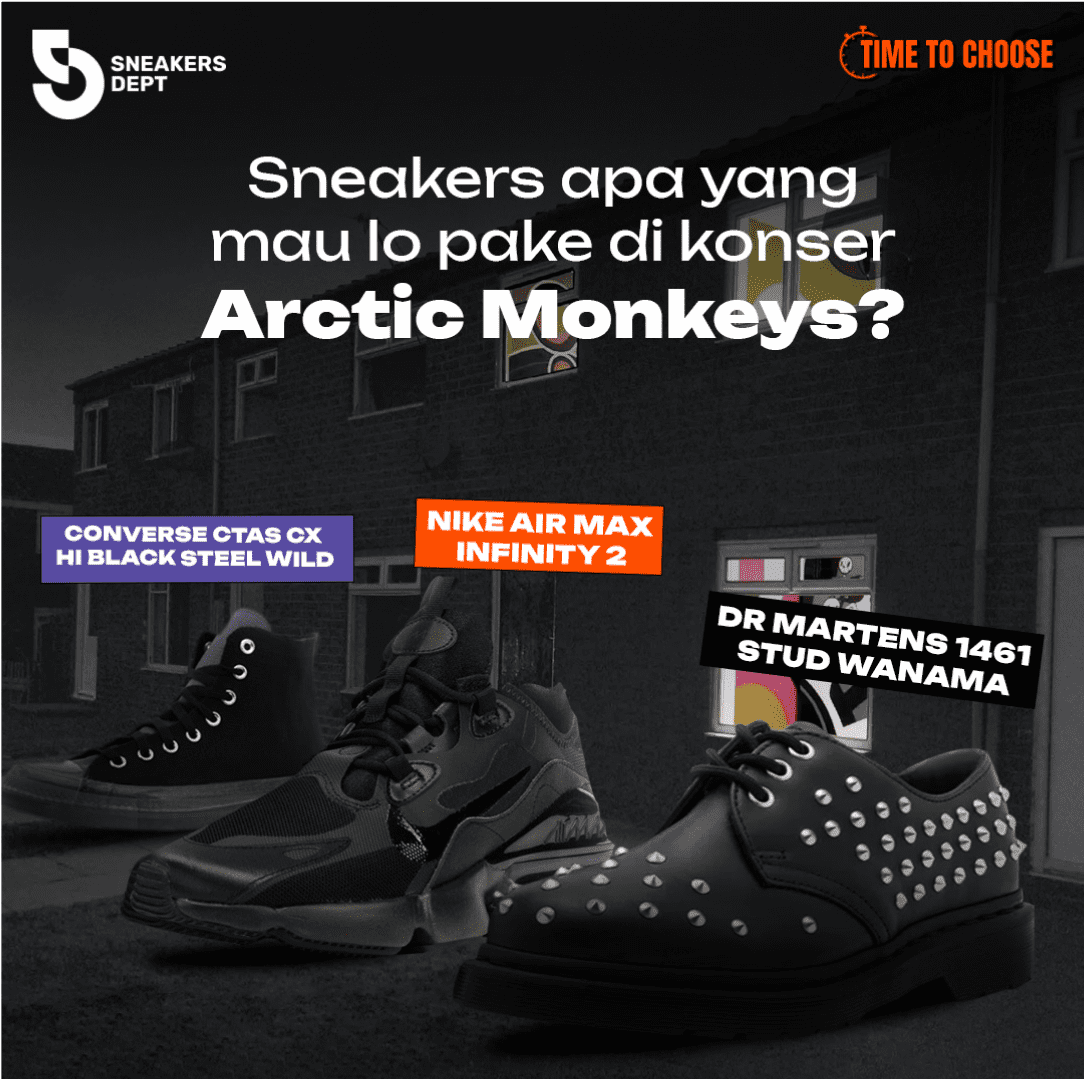 SNEAKERS
DEPT
TIME TO CHOOSE
Sneakers apa yang
mau lo pake di konser
Arctic Monkeys?
CONVERSE CTAS CX
HI BLACK STEEL WILD
NIKE AIR MAX
INFINITY 2
DR MARTENS 1461
STUD WANAMA